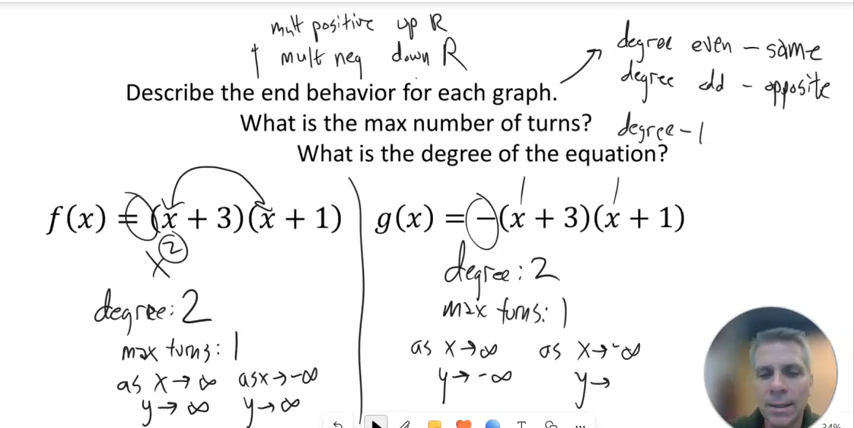 mult positive up R
↑ mult neg down R
degree even - same
degree odd - opposite
Describe the end behavior for each graph.
What is the max number of turns? degree - 1
What is the degree of the equation?
f(x) = (x + 3)(x + 1)
x²
degree: 2
max turns: 1
as x→∞ as x→-∞
y→∞ y→∞
1 1
g(x) = -(x + 3)(x + 1)
degree: 2
max turns: 1
as x→∞ as x→-∞
y→-∞ y→